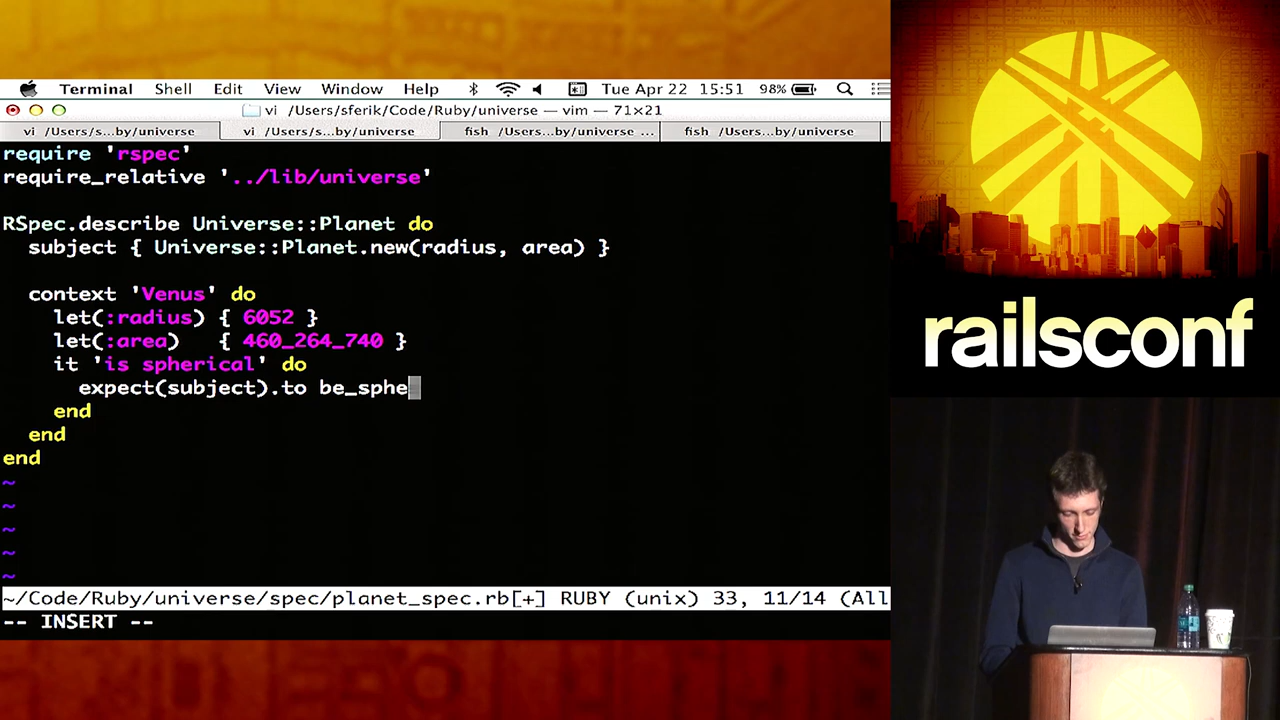 Terminal Shell Edit View Window Help Tue Apr 22 15:51 98%
vi /Users/sferik/Code/Ruby/universe — vim — 71×21
vi /Users/s...by/universe vi /Users/s...by/universe fish /Users...by/universe ... fish /Users...by/universe
require 'rspec'
require_relative '../lib/universe'
RSpec.describe Universe::Planet do
subject { Universe::Planet.new(radius, area) }
context 'Venus' do
let(:radius) { 6052 }
let(:area) { 460_264_740 }
it 'is spherical' do
expect(subject).to be_sphe
end
end
end
~
~
~
~
~
~/Code/Ruby/universe/spec/planet_spec.rb[+] RUBY (unix) 33, 11/14 (All
-- INSERT --
railsconf